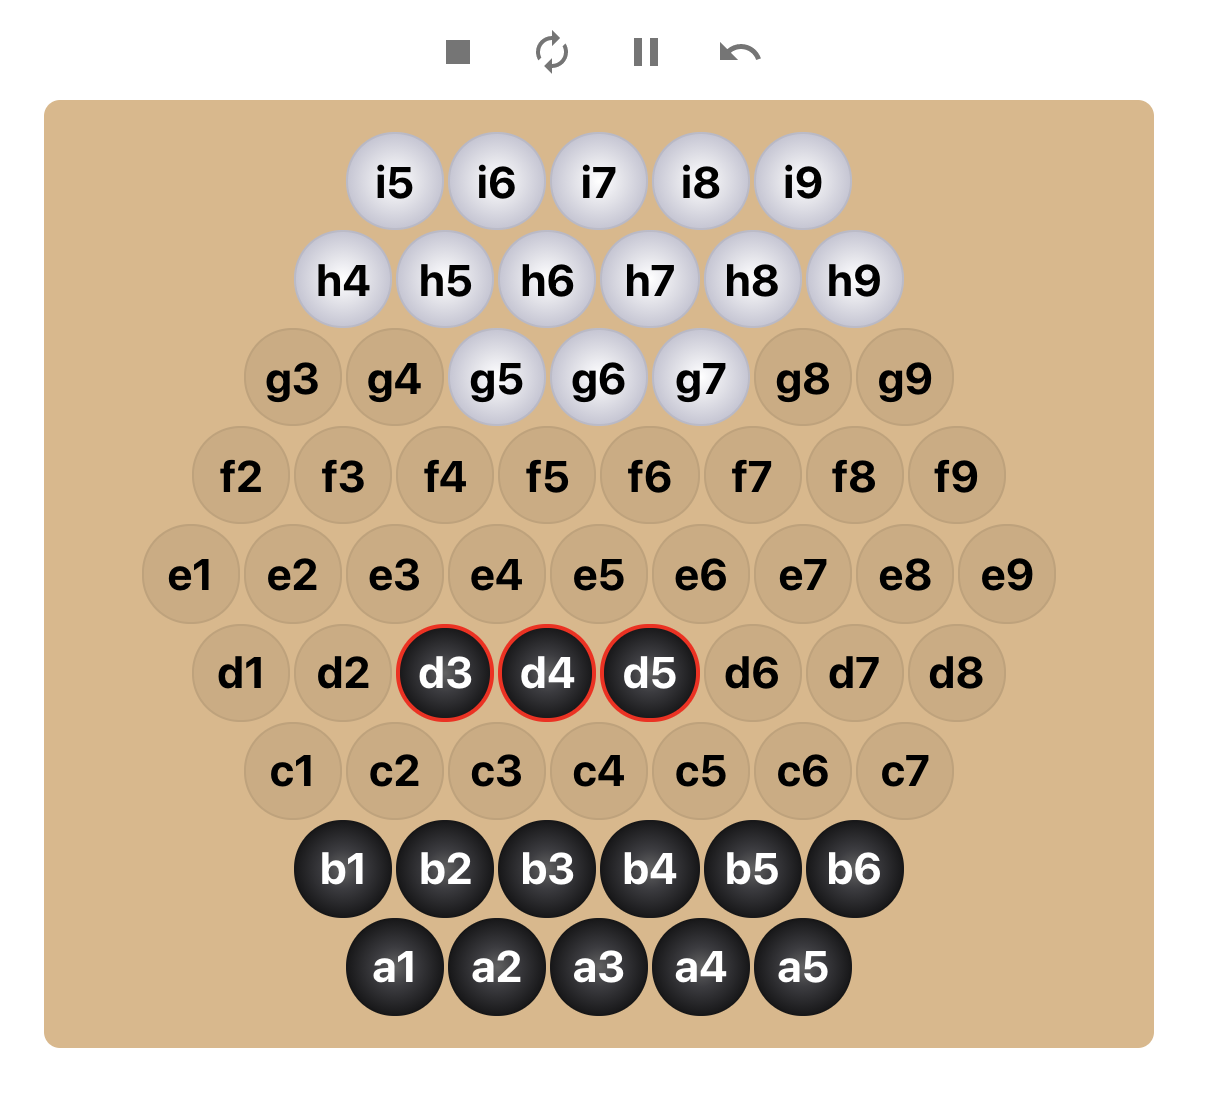 i5 i6 i7 i8 i9
h4 h5 h6 h7 h8 h9
g3 g4 g5 g6 g7 g8 g9
f2 f3 f4 f5 f6 f7 f8 f9
e1 e2 e3 e4 e5 e6 e7 e8 e9
d1 d2 d3 d4 d5 d6 d7 d8
c1 c2 c3 c4 c5 c6 c7
b1 b2 b3 b4 b5 b6
a1 a2 a3 a4 a5